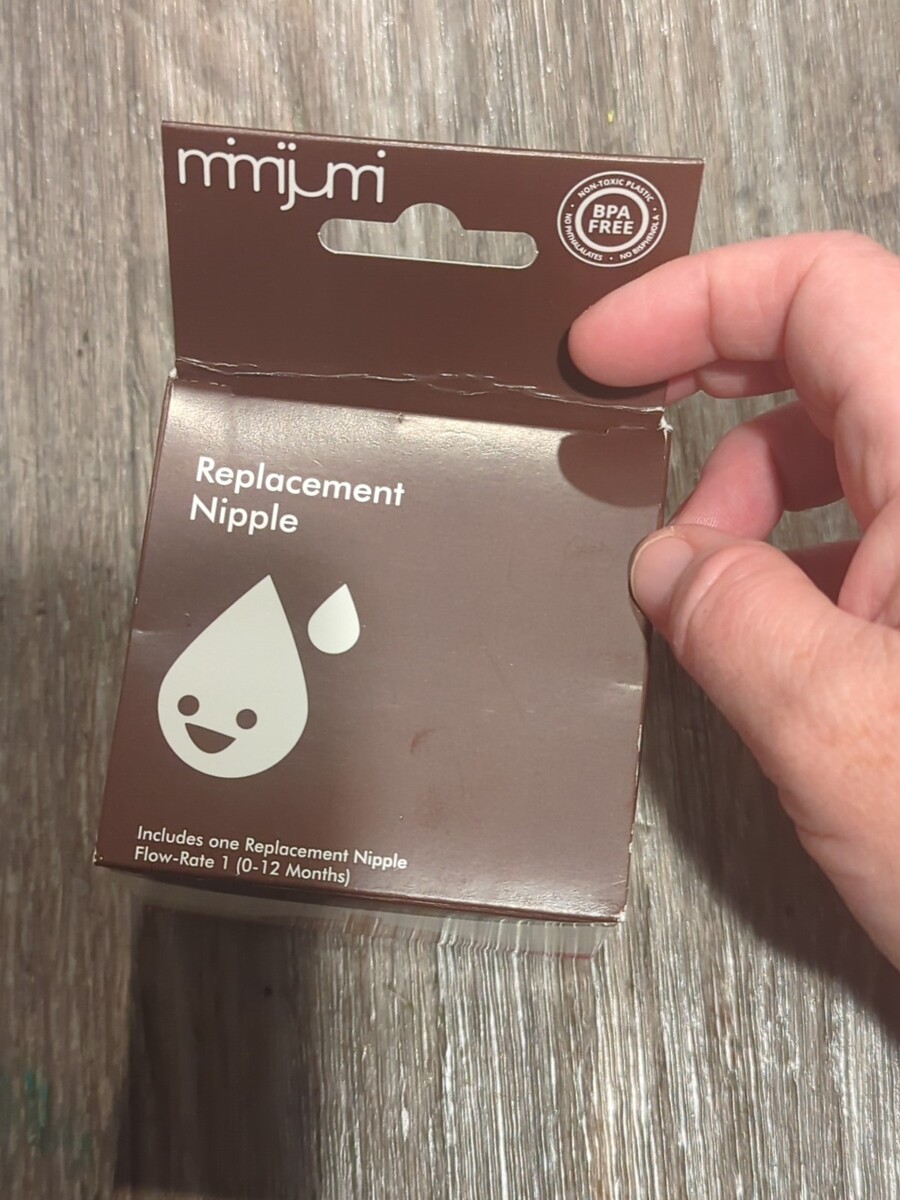 mimijumi
NON-TOXIC PLASTIC
BPA
FREE
NO PHTHALALATES • NO BISPHENOL A
Replacement
Nipple
Includes one Replacement Nipple
Flow-Rate 1 (0-12 Months)